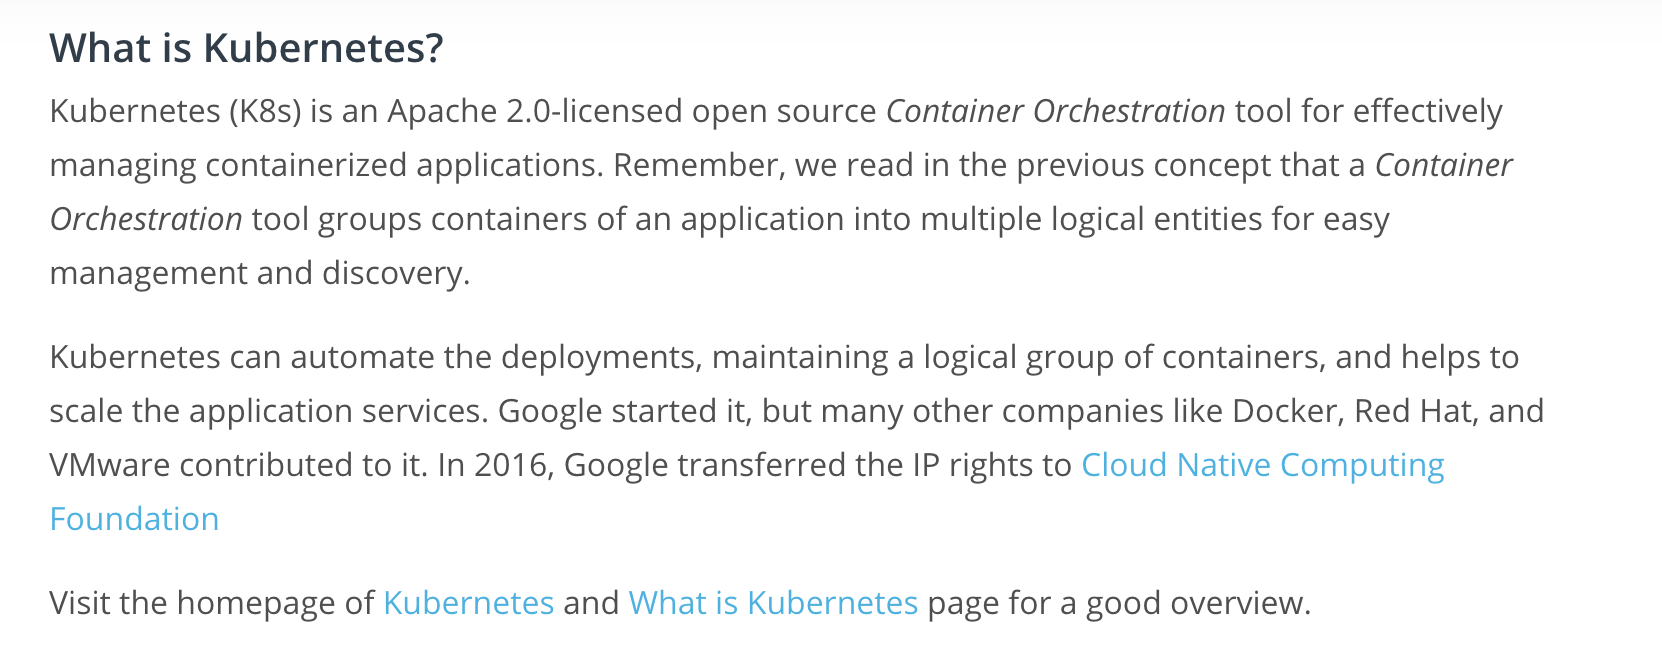 What is Kubernetes?
Kubernetes (K8s) is an Apache 2.0-licensed open source Container Orchestration tool for effectively
managing containerized applications. Remember, we read in the previous concept that a Container
Orchestration tool groups containers of an application into multiple logical entities for easy
management and discovery.
Kubernetes can automate the deployments, maintaining a logical group of containers, and helps to
scale the application services. Google started it, but many other companies like Docker, Red Hat, and
VMware contributed to it. In 2016, Google transferred the IP rights to Cloud Native Computing
Foundation
Visit the homepage of Kubernetes and What is Kubernetes page for a good overview.